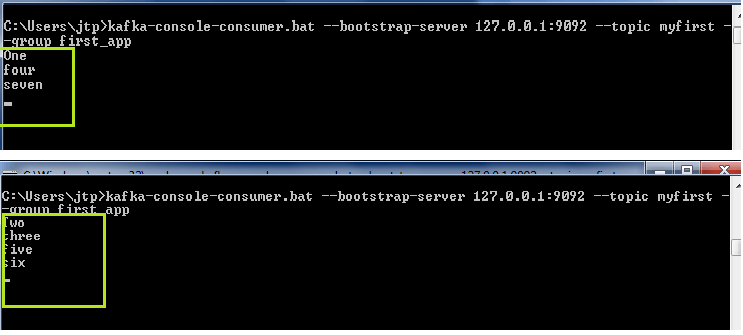 C:\Users\jtp>kafka-console-consumer.bat --bootstrap-server 127.0.0.1:9092 --topic myfirst -
-group first_app
One
four
seven
C:\Users\jtp>kafka-console-consumer.bat --bootstrap-server 127.0.0.1:9092 --topic myfirst -
-group first_app
Two
three
five
six